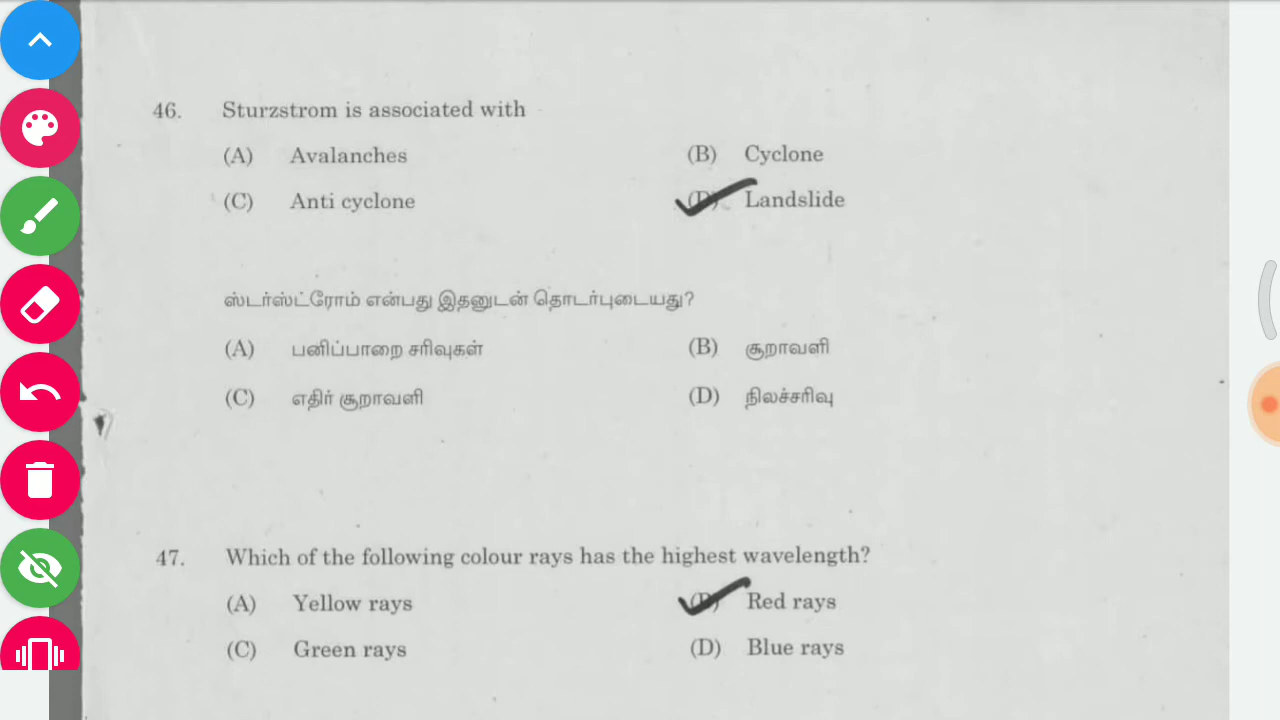 46. Sturzstrom is associated with
(A) Avalanches (B) Cyclone
(C) Anti cyclone (D) Landslide
ஸ்டர்ஸ்ட்ரோம் என்பது இதனுடன் தொடர்புடையது?
(A) பனிப்பாறை சரிவுகள் (B) சூறாவளி
(C) எதிர் சூறாவளி (D) நிலச்சரிவு
47. Which of the following colour rays has the highest wavelength?
(A) Yellow rays (B) Red rays
(C) Green rays (D) Blue rays